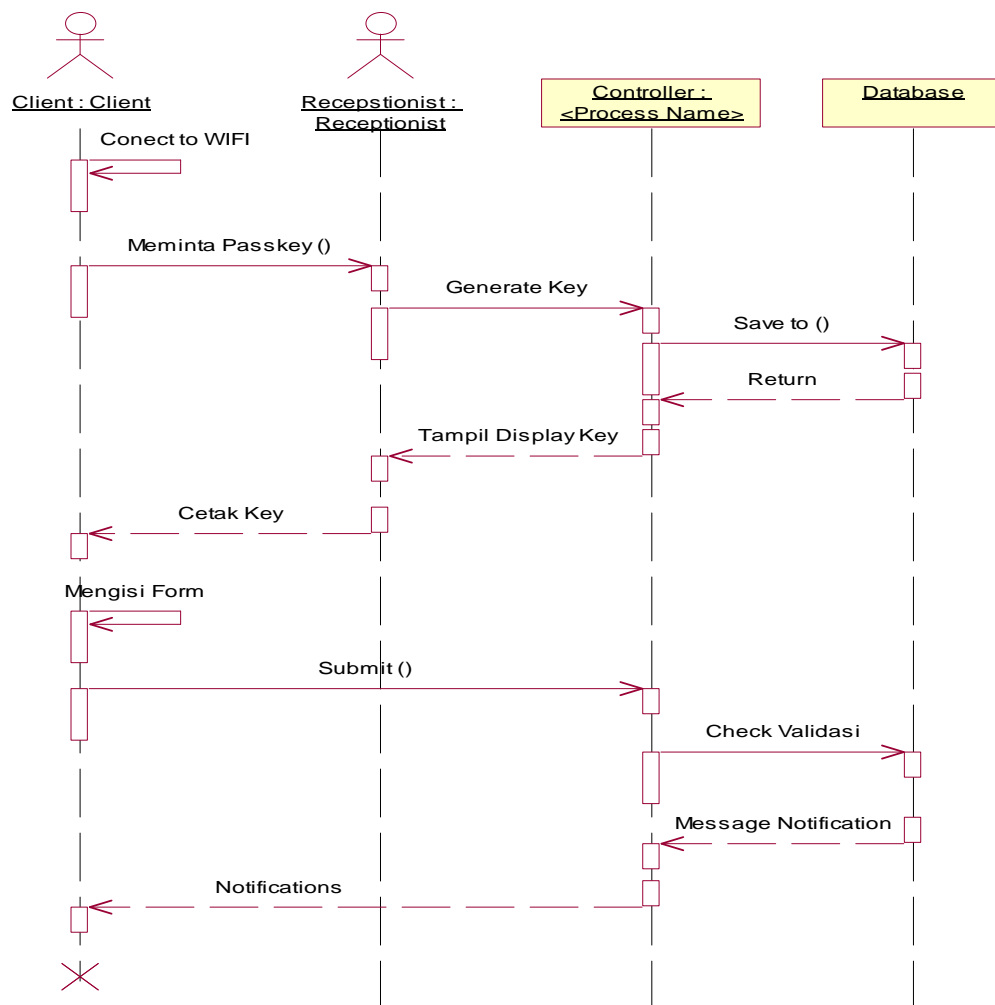 Client : Client
Recepstionist :
Receptionist
Controller :
<Process Name>
Database
Conect to WIFI
Meminta Passkey ()
Generate Key
Save to ()
Return
Tampil Display Key
Cetak Key
Mengisi Form
Submit ()
Check Validasi
Message Notification
Notifications